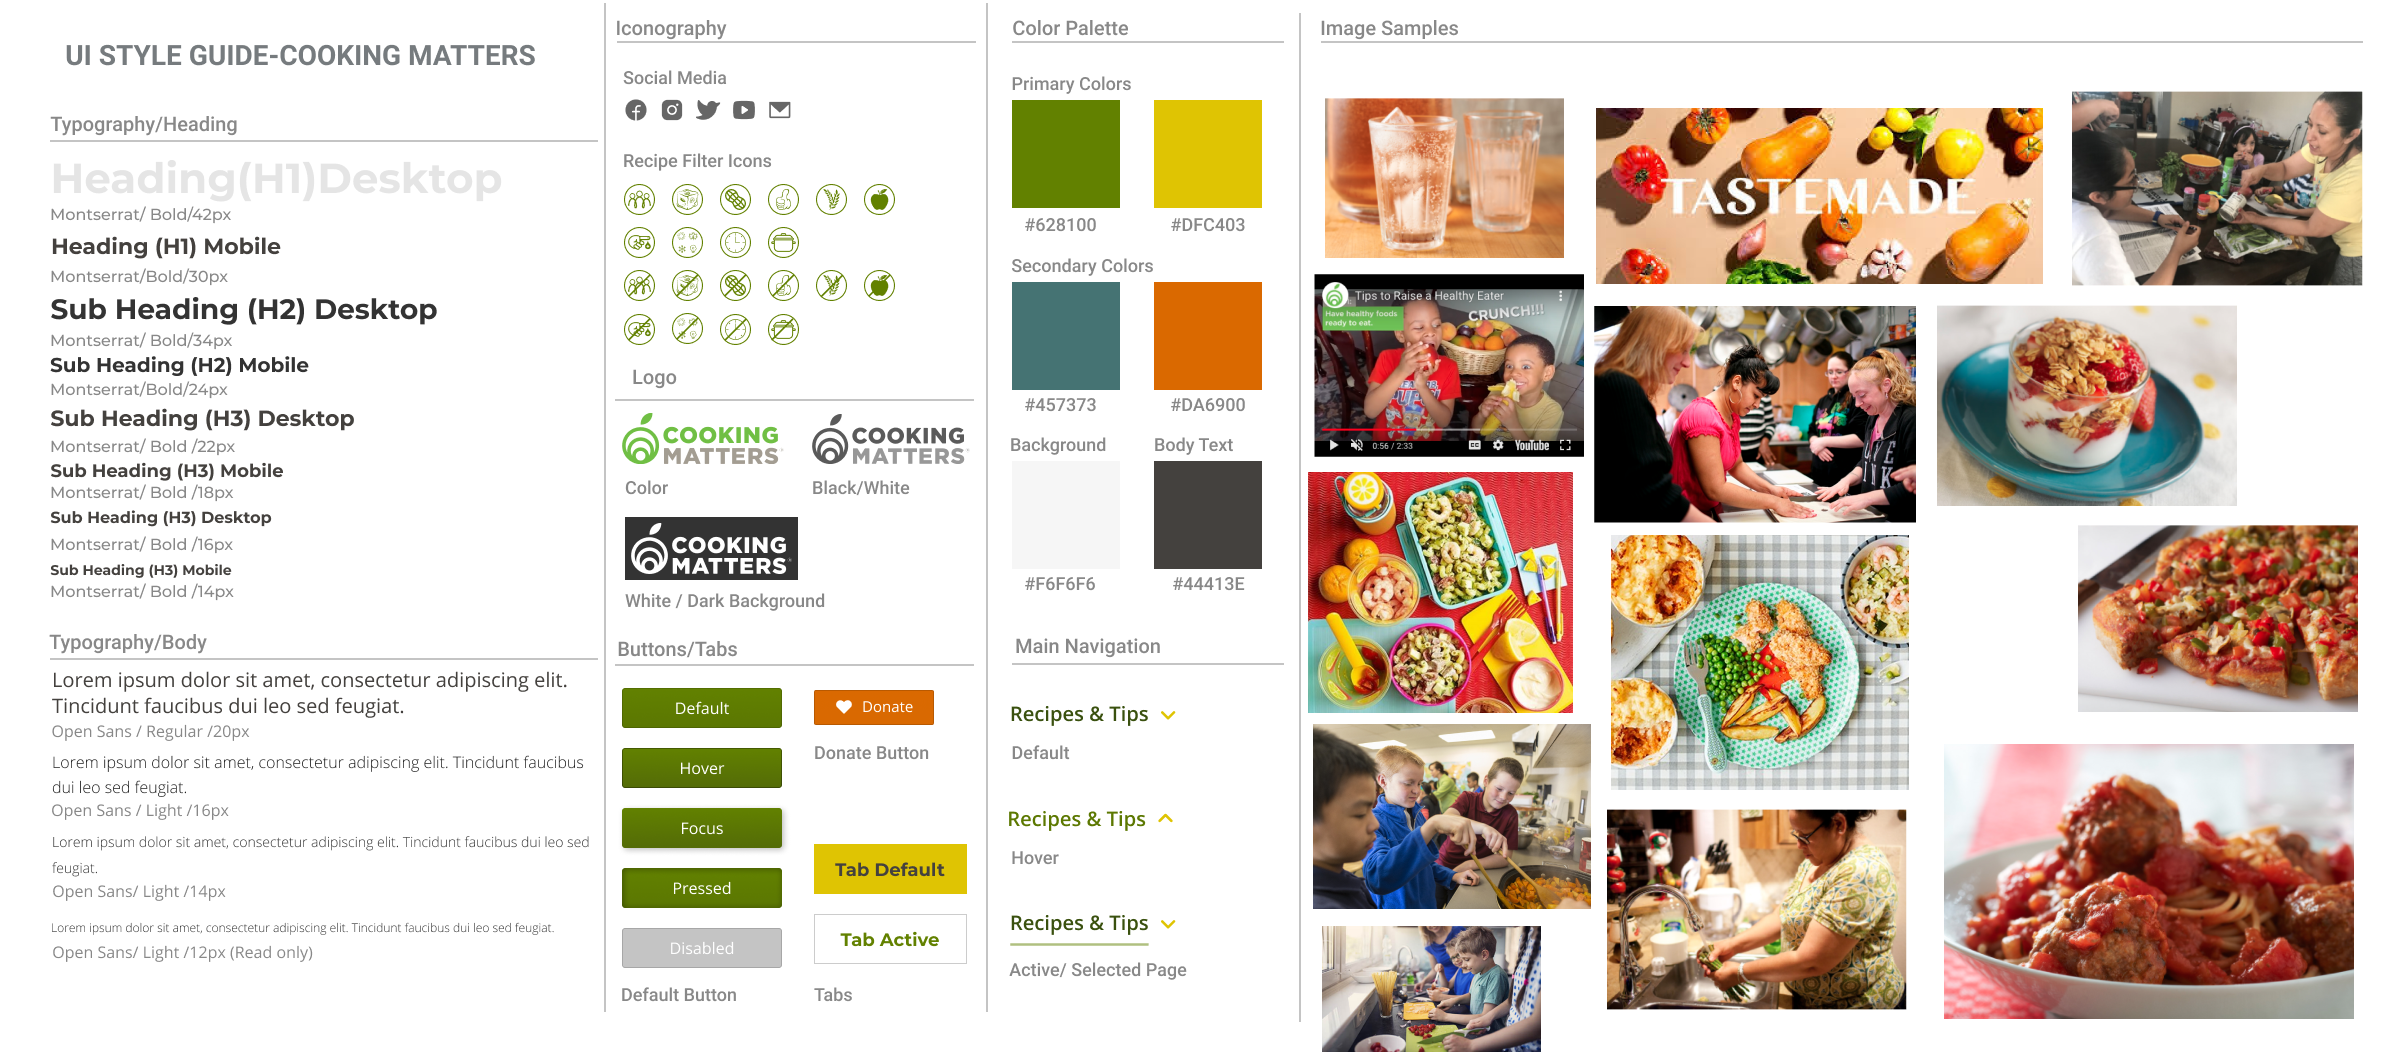 UI STYLE GUIDE-COOKING MATTERS
Typography/Heading
Heading(H1)Desktop
Montserrat/ Bold/42px
Heading (H1) Mobile
Montserrat/Bold/30px
Sub Heading (H2) Desktop
Montserrat/ Bold/34px
Sub Heading (H2) Mobile
Montserrat/Bold/24px
Sub Heading (H3) Desktop
Montserrat/ Bold /22px
Sub Heading (H3) Mobile
Montserrat/ Bold /18px
Sub Heading (H3) Desktop
Montserrat/ Bold /16px
Sub Heading (H3) Mobile
Montserrat/ Bold /14px
Typography/Body
Lorem ipsum dolor sit amet, consectetur adipiscing elit.
Tincidunt faucibus dui leo sed feugiat.
Open Sans / Regular /20px
Lorem ipsum dolor sit amet, consectetur adipiscing elit. Tincidunt faucibus
dui leo sed feugiat.
Open Sans / Light /16px
Lorem ipsum dolor sit amet, consectetur adipiscing elit. Tincidunt faucibus dui leo sed
feugiat.
Open Sans/ Light /14px
Lorem ipsum dolor sit amet, consectetur adipiscing elit. Tincidunt faucibus dui leo sed feugiat.
Open Sans/ Light /12px (Read only)
Iconography
Social Media
Recipe Filter Icons
Logo
COOKING
MATTERS
Color
COOKING
MATTERS
Black/White
COOKING
MATTERS
White / Dark Background
Buttons/Tabs
Default
Hover
Focus
Pressed
Disabled
Default Button
Donate
Donate Button
Tab Default
Tab Active
Tabs
Color Palette
Primary Colors
#628100
#DFC403
Secondary Colors
#457373
#DA6900
Background
Body Text
#F6F6F6
#44413E
Main Navigation
Recipes & Tips
Default
Recipes & Tips
Hover
Recipes & Tips
Active/ Selected Page
Image Samples
TASTEMADE
Tips to Raise a Healthy Eater
Have healthy foods
ready to eat.
CRUNCH!!!
0:56 / 2:33
CC
YouTube